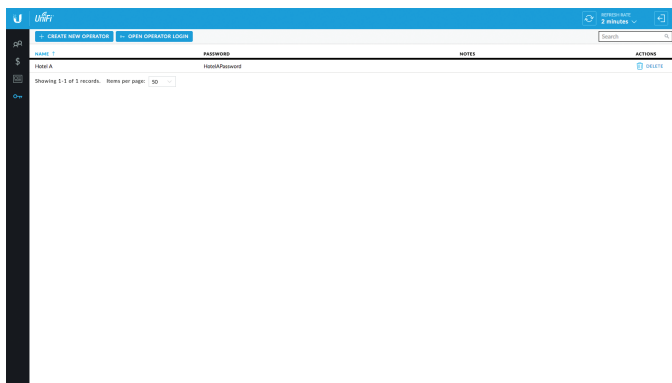 UniFi
REFRESH RATE
2 minutes
+ CREATE NEW OPERATOR
OPEN OPERATOR LOGIN
Search
NAME ↑ PASSWORD NOTES ACTIONS
Hotel A HotelAPassword DELETE
Showing 1-1 of 1 records. Items per page: 50
$